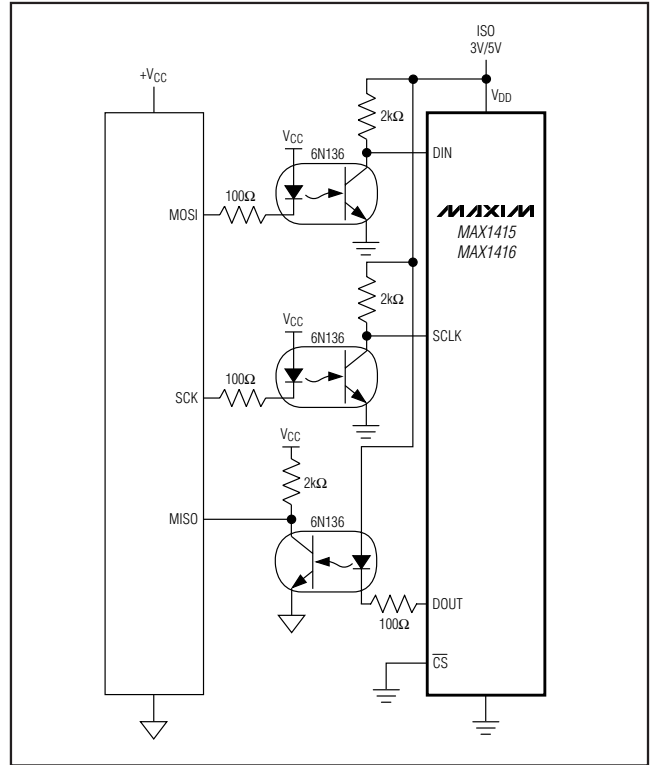 ISO
3V/5V
+VCC
VDD
2kΩ
VCC
6N136
DIN
MOSI
100Ω
MAXIM
MAX1415
MAX1416
2kΩ
VCC
6N136
SCLK
SCK
100Ω
VCC
2kΩ
MISO
6N136
DOUT
100Ω
CS